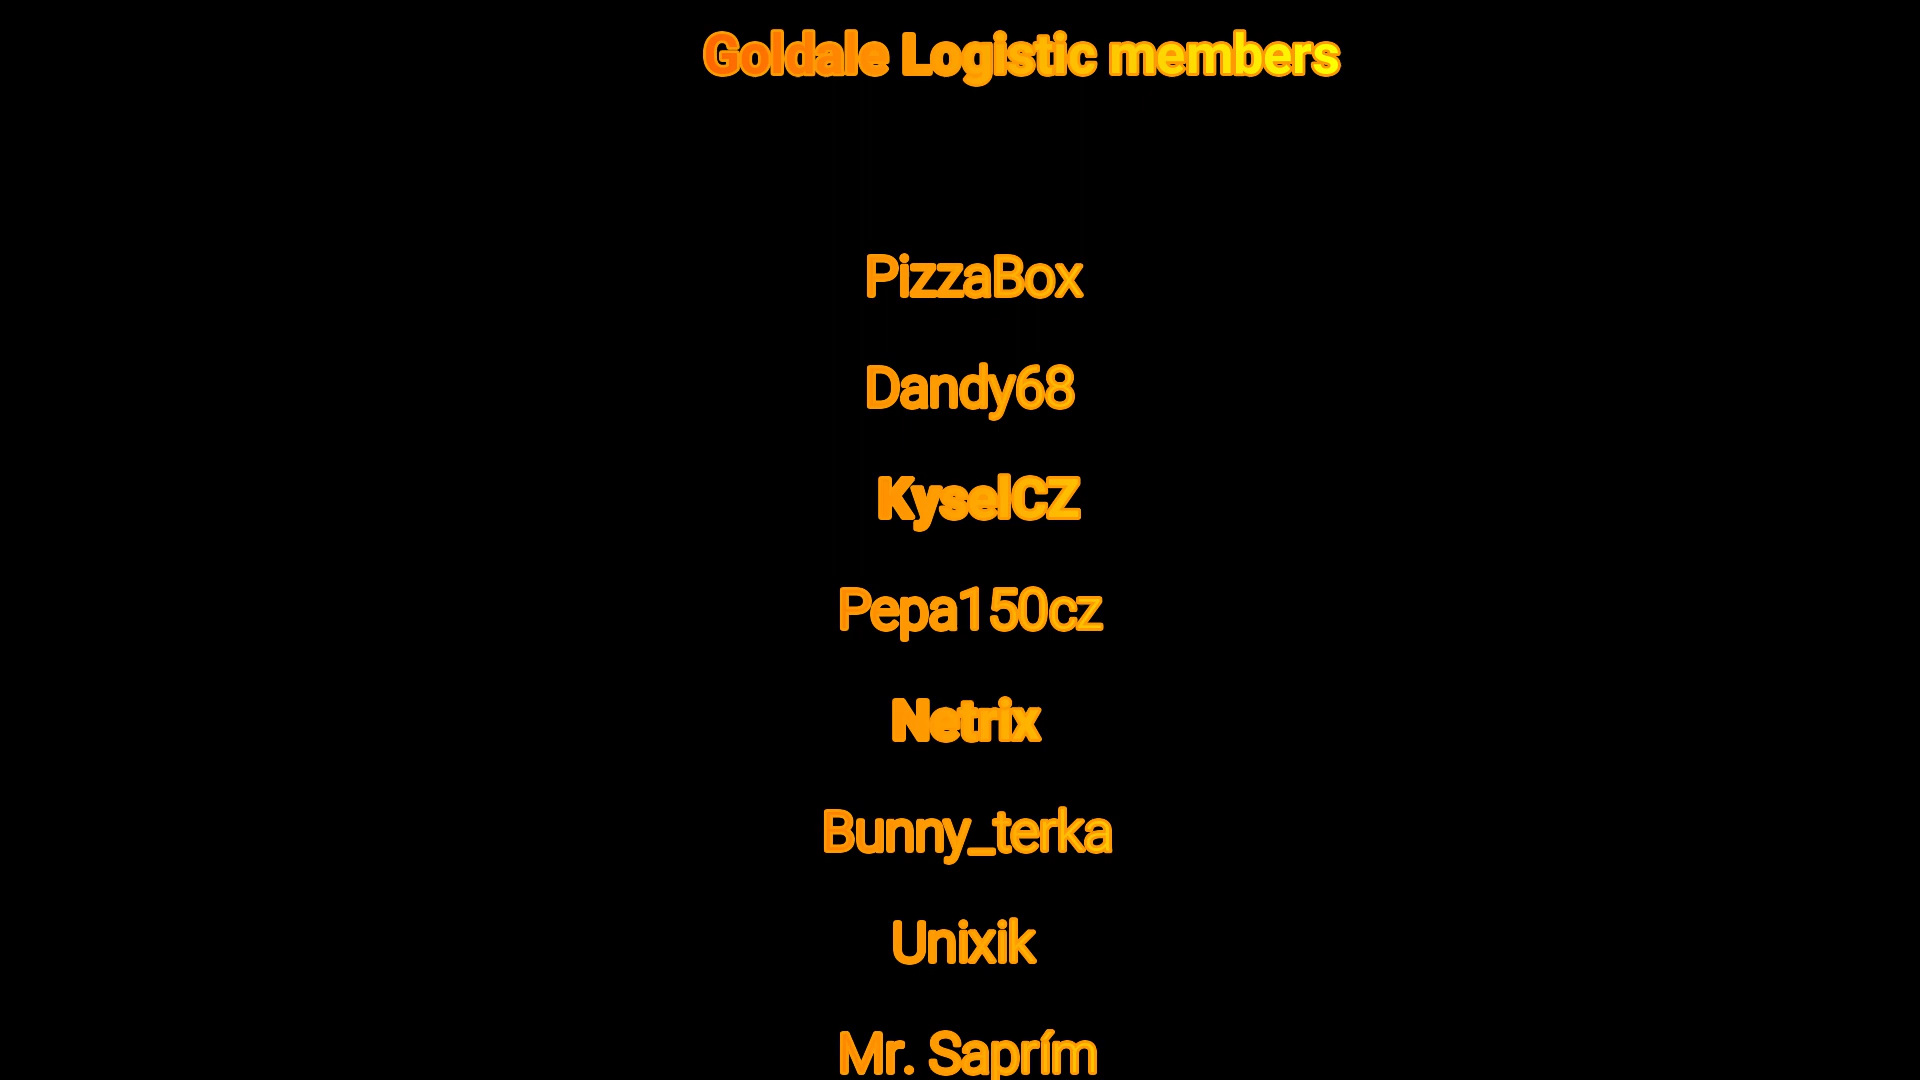 Goldale Logistic members
PizzaBox
Dandy68
KyselCZ
Pepa150cz
Netrix
Bunny_terka
Unixik
Mr. Saprím